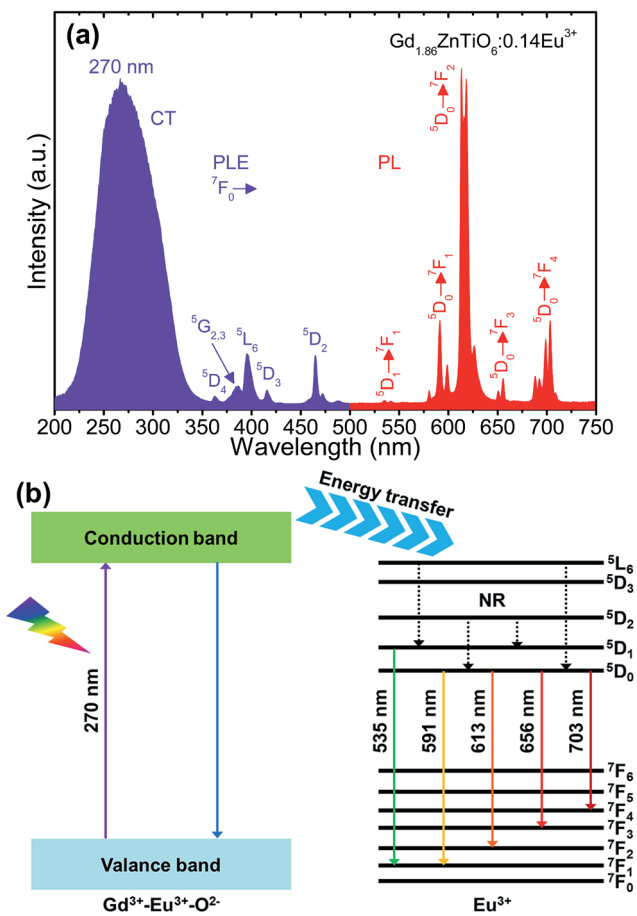 (a)
Gd1.86ZnTiO6:0.14Eu3+
270 nm
CT
PLE
7F0→
PL
5D0→7F2
5D0→7F1
5D0→7F4
5D0→7F3
5D1→7F1
5G2,3
5L6
5D4
5D3
5D2
Intensity (a.u.)
200 250 300 350 400 450 500 550 600 650 700 750
Wavelength (nm)
(b)
Energy transfer
Conduction band
270 nm
Valance band
Gd3+-Eu3+-O2-
5L6
5D3
NR
5D2
5D1
5D0
535 nm
591 nm
613 nm
656 nm
703 nm
7F6
7F5
7F4
7F3
7F2
7F1
7F0
Eu3+